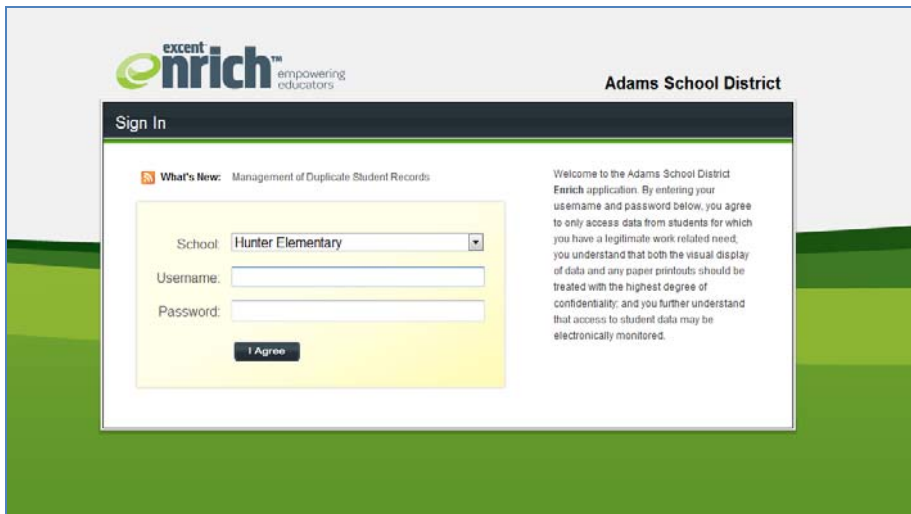 excent
enrich™ empowering
educators
Adams School District
Sign In
What's New: Management of Duplicate Student Records
School: Hunter Elementary
Username:
Password:
I Agree
Welcome to the Adams School District
Enrich application. By entering your
username and password below, you agree
to only access data from students for which
you have a legitimate work related need;
you understand that both the visual display
of data and any paper printouts should be
treated with the highest degree of
confidentiality; and you further understand
that access to student data may be
electronically monitored.